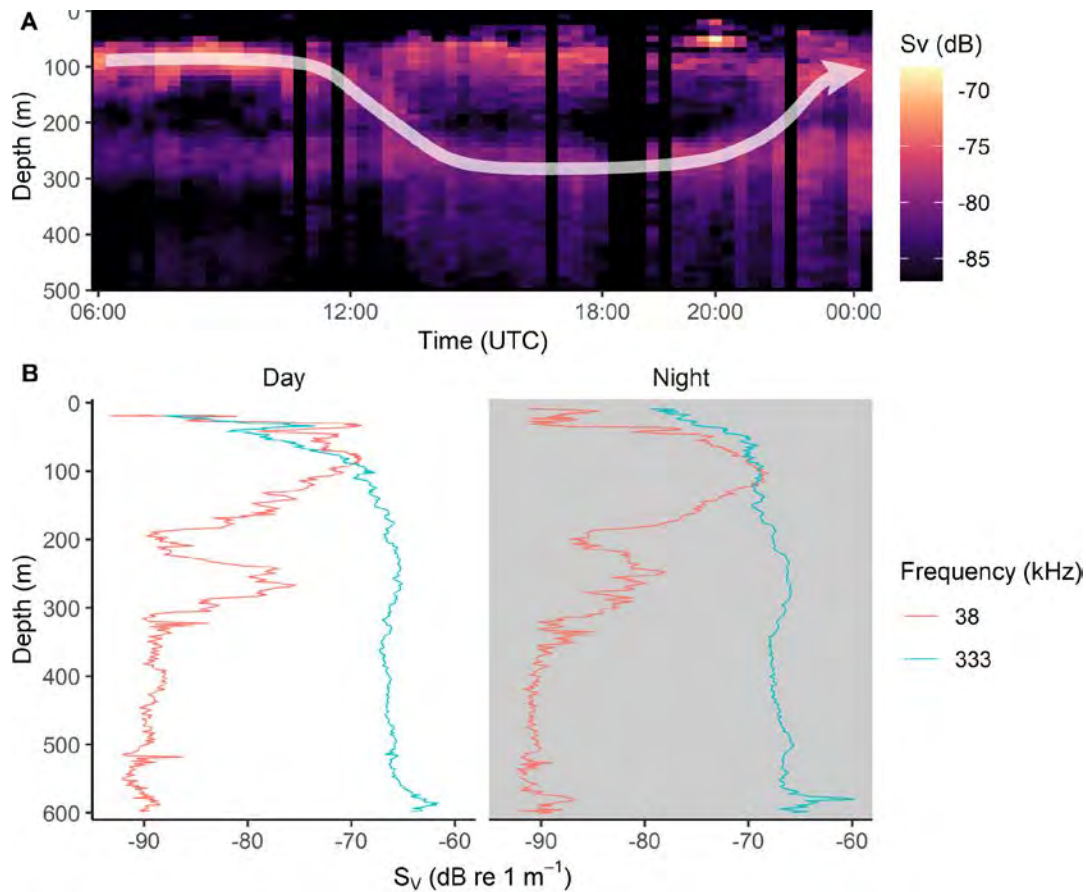 A
Sv (dB)
0
100
200
300
400
500
Depth (m)
-70
-75
-80
-85
06:00 12:00 18:00 20:00 00:00
Time (UTC)
B
Day Night
0
100
200
300
400
500
600
Depth (m)
Frequency (kHz)
38
333
-90 -80 -70 -60 -90 -80 -70 -60
SV (dB re 1 m−1)